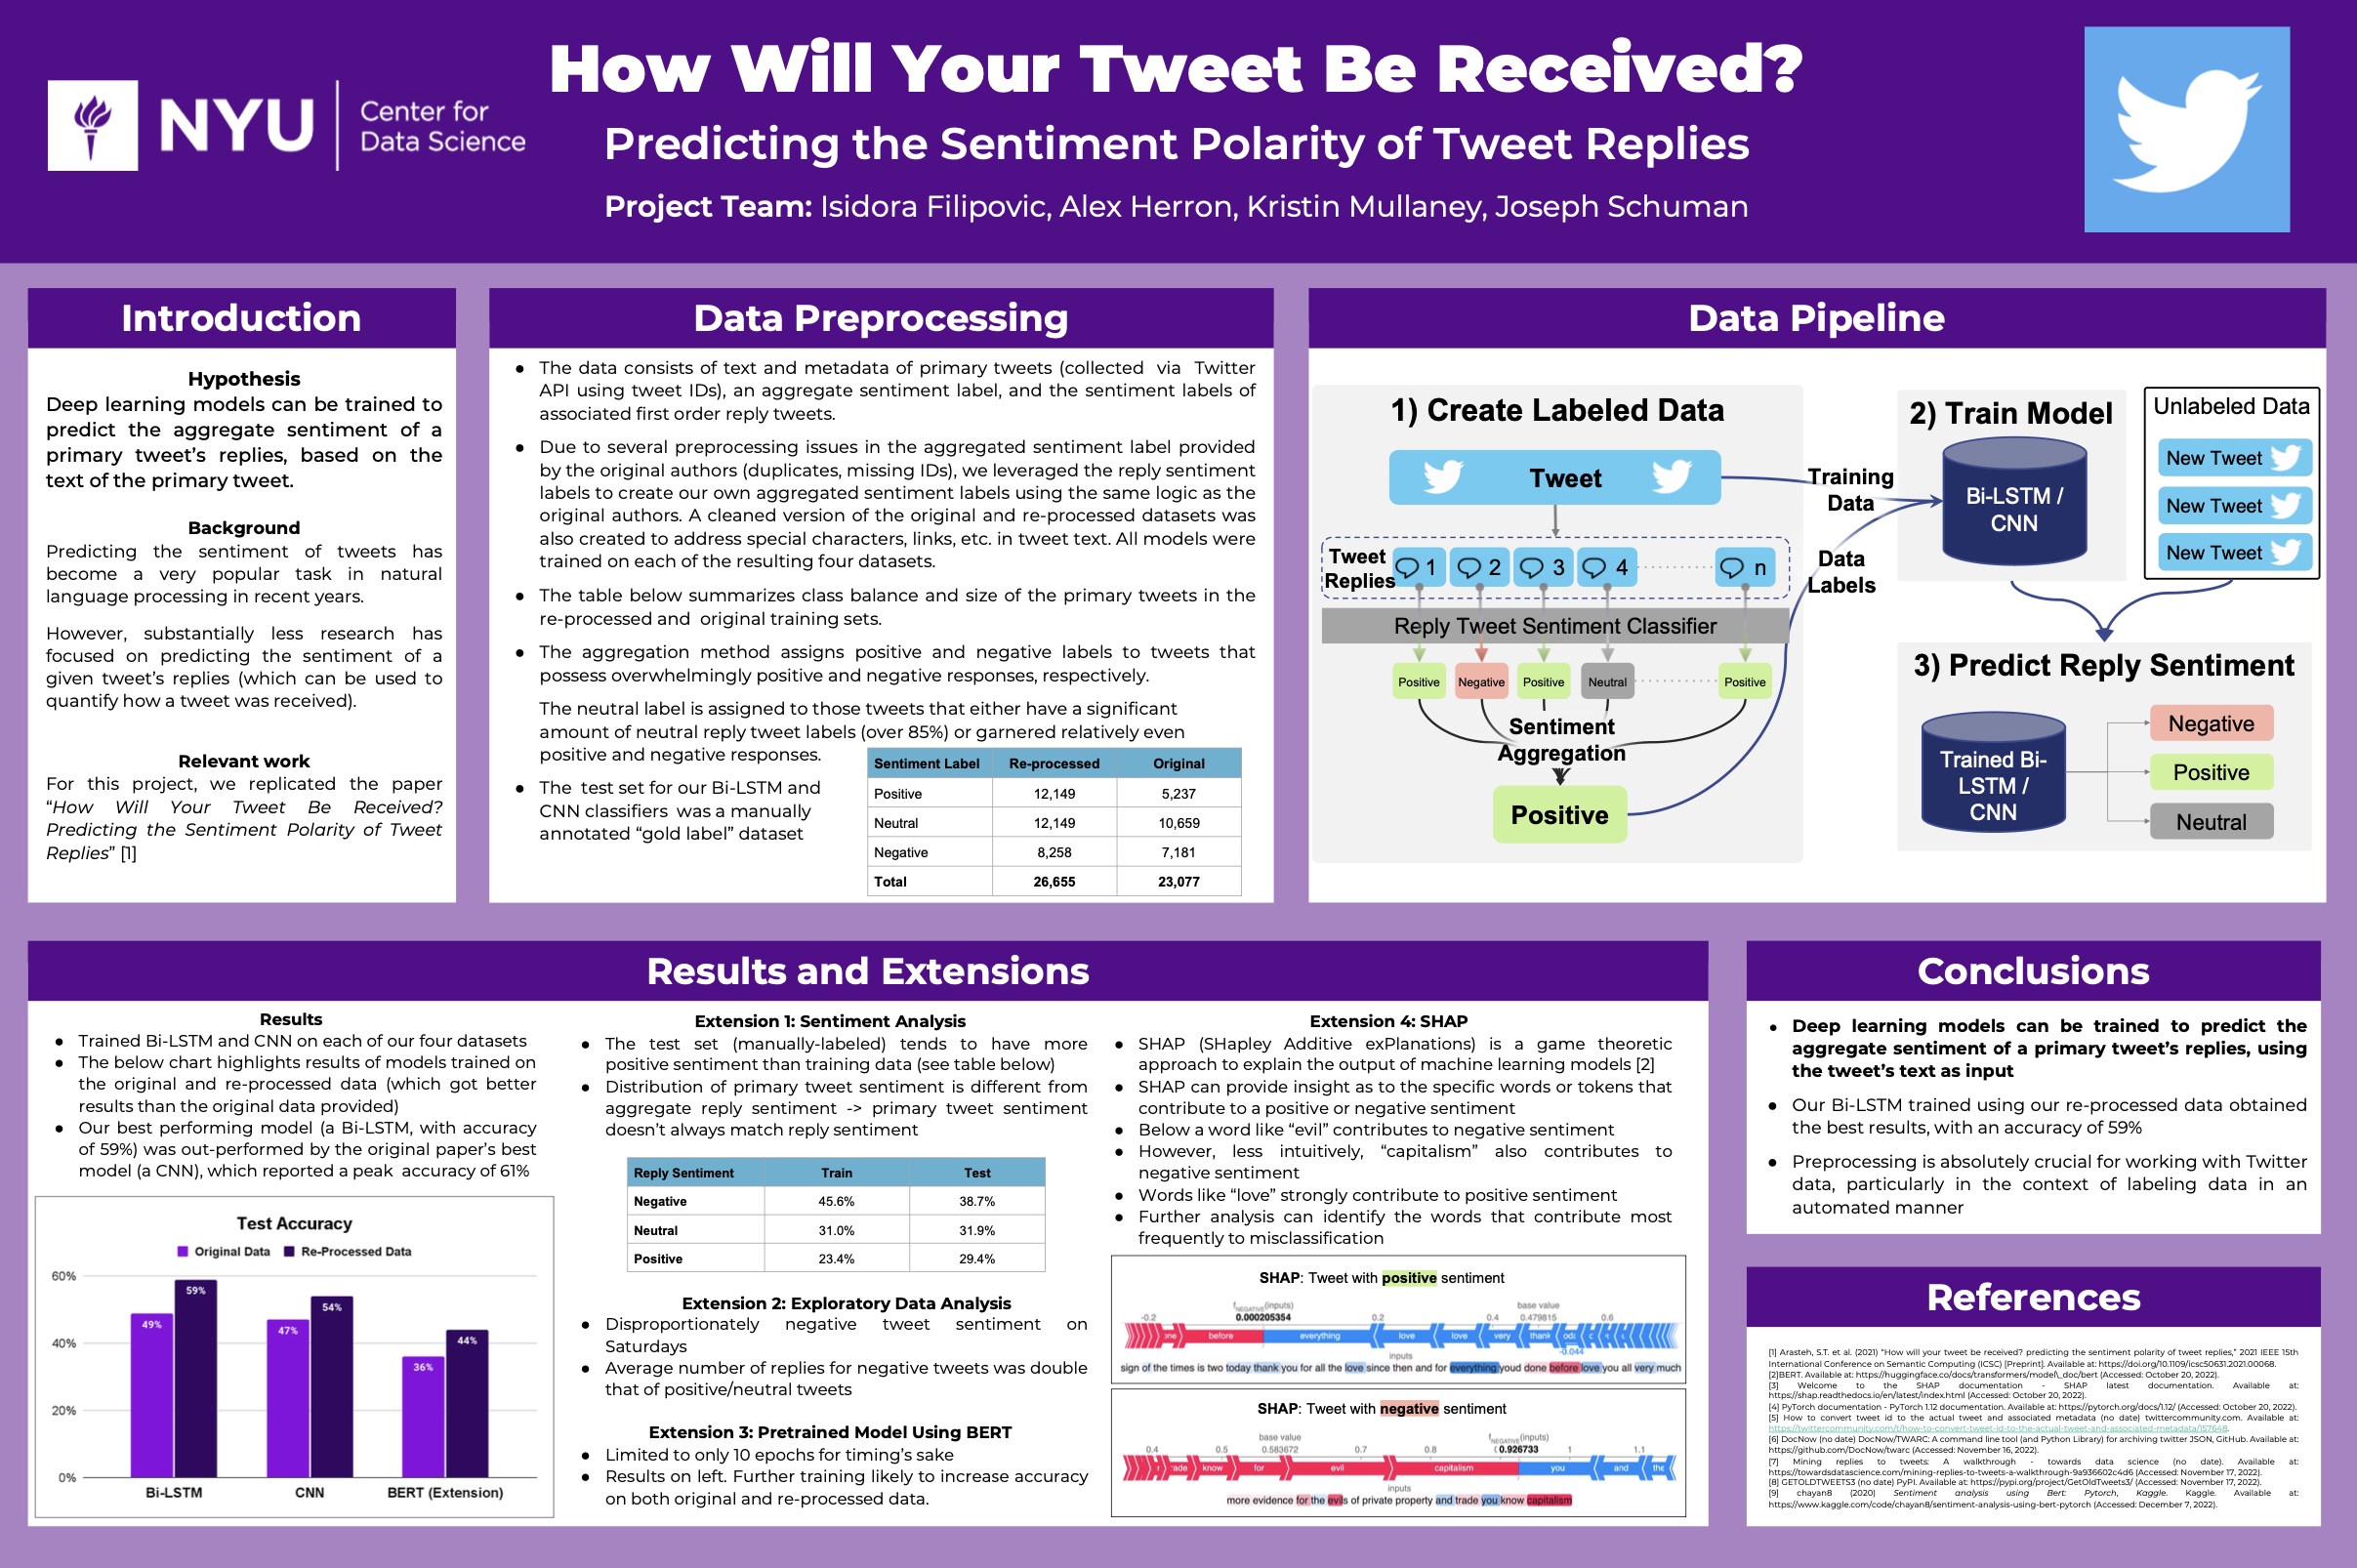 NYU
Center for
Data Science
How Will Your Tweet Be Received?
Predicting the Sentiment Polarity of Tweet Replies
Project Team: Isidora Filipovic, Alex Herron, Kristin Mullaney, Joseph Schuman
Introduction
Hypothesis
Deep learning models can be trained to
predict the aggregate sentiment of a
primary tweet's replies, based on the
text of the primary tweet.
Background
Predicting the sentiment of tweets has
become a very popular task in natural
language processing in recent years.
However, substantially less research has
focused on predicting the sentiment of a
given tweet's replies (which can be used to
quantify how a tweet was received).
Relevant work
For this project, we replicated the paper
“How Will Your Tweet Be Received?
Predicting the Sentiment Polarity of Tweet
Replies” [1]
Data Preprocessing
● The data consists of text and metadata of primary tweets (collected via Twitter
API using tweet IDs), an aggregate sentiment label, and the sentiment labels of
associated first order reply tweets.
● Due to several preprocessing issues in the aggregated sentiment label provided
by the original authors (duplicates, missing IDs), we leveraged the reply sentiment
labels to create our own aggregated sentiment labels using the same logic as the
original authors. A cleaned version of the original and re-processed datasets was
also created to address special characters, links, etc. in tweet text. All models were
trained on each of the resulting four datasets.
● The table below summarizes class balance and size of the primary tweets in the
re-processed and original training sets.
● The aggregation method assigns positive and negative labels to tweets that
possess overwhelmingly positive and negative responses, respectively.
The neutral label is assigned to those tweets that either have a significant
amount of neutral reply tweet labels (over 85%) or garnered relatively even
positive and negative responses.
● The test set for our Bi-LSTM and
CNN classifiers was a manually
annotated “gold label” dataset
Sentiment Label Re-processed Original
Positive 12,149 5,237
Neutral 12,149 10,659
Negative 8,258 7,181
Total 26,655 23,077
Data Pipeline
1) Create Labeled Data
Tweet
Tweet
Replies
1 2 3 4 n
Reply Tweet Sentiment Classifier
Positive Negative Positive Neutral Positive
Sentiment
Aggregation
Positive
Training
Data
Data
Labels
2) Train Model
Bi-LSTM /
CNN
Unlabeled Data
New Tweet
New Tweet
New Tweet
3) Predict Reply Sentiment
Trained Bi-
LSTM /
CNN
Negative
Positive
Neutral
Results and Extensions
Results
● Trained Bi-LSTM and CNN on each of our four datasets
● The below chart highlights results of models trained on
the original and re-processed data (which got better
results than the original data provided)
● Our best performing model (a Bi-LSTM, with accuracy
of 59%) was out-performed by the original paper's best
model (a CNN), which reported a peak accuracy of 61%
Test Accuracy
Original Data Re-Processed Data
60%
40%
20%
0%
49% 59%
47% 54%
36% 44%
Bi-LSTM CNN BERT (Extension)
Extension 1: Sentiment Analysis
● The test set (manually-labeled) tends to have more
positive sentiment than training data (see table below)
● Distribution of primary tweet sentiment is different from
aggregate reply sentiment -> primary tweet sentiment
doesn't always match reply sentiment
Reply Sentiment Train Test
Negative 45.6% 38.7%
Neutral 31.0% 31.9%
Positive 23.4% 29.4%
Extension 2: Exploratory Data Analysis
● Disproportionately negative tweet sentiment on
Saturdays
● Average number of replies for negative tweets was double
that of positive/neutral tweets
Extension 3: Pretrained Model Using BERT
● Limited to only 10 epochs for timing's sake
● Results on left. Further training likely to increase accuracy
on both original and re-processed data.
Extension 4: SHAP
● SHAP (SHapley Additive exPlanations) is a game theoretic
approach to explain the output of machine learning models [2]
● SHAP can provide insight as to the specific words or tokens that
contribute to a positive or negative sentiment
● Below a word like “evil” contributes to negative sentiment
● However, less intuitively, “capitalism” also contributes to
negative sentiment
● Words like “love” strongly contribute to positive sentiment
● Further analysis can identify the words that contribute most
frequently to misclassification
SHAP: Tweet with positive sentiment
fNEGATIVE(inputs) base value
-0.2 0.000205354 0.2 0.4 0.479815 0.6
one before everything love love very thank
-0.044
inputs
sign of the times is two today thank you for all the love since then and for everything youd done before love you all very much
SHAP: Tweet with negative sentiment
base value fNEGATIVE(inputs)
0.4 0.5 0.583672 0.7 0.8 0.926733 1 1.1
rade know for evil capitalism you and the
inputs
more evidence for the evils of private property and trade you know capitalism
Conclusions
● Deep learning models can be trained to predict the
aggregate sentiment of a primary tweet's replies, using
the tweet's text as input
● Our Bi-LSTM trained using our re-processed data obtained
the best results, with an accuracy of 59%
● Preprocessing is absolutely crucial for working with Twitter
data, particularly in the context of labeling data in an
automated manner
References
[1] Arasteh, S.T. et al. (2021) “How will your tweet be received? predicting the sentiment polarity of tweet replies,” 2021 IEEE 15th
International Conference on Semantic Computing (ICSC) [Preprint]. Available at: https://doi.org/10.1109/icsc50631.2021.00068.
[2]BERT. Available at: https://huggingface.co/docs/transformers/model\_doc/bert (Accessed: October 20, 2022).
[3] Welcome to the SHAP documentation - SHAP latest documentation. Available at:
https://shap.readthedocs.io/en/latest/index.html (Accessed: October 20, 2022).
[4] PyTorch documentation - PyTorch 1.12 documentation. Available at: https://pytorch.org/docs/1.12/ (Accessed: October 20, 2022).
[5] How to convert tweet id to the actual tweet and associated metadata (no date) twittercommunity.com. Available at:
https://twittercommunity.com/t/how-to-convert-tweet-id-to-the-actual-tweet-and-associated-metadata/157648.
[6] DocNow (no date) DocNow/TWARC: A command line tool (and Python Library) for archiving twitter JSON, GitHub. Available at:
https://github.com/DocNow/twarc (Accessed: November 16, 2022).
[7] Mining replies to tweets: A walkthrough - towards data science (no date). Available at:
https://towardsdatascience.com/mining-replies-to-tweets-a-walkthrough-9a936602c4d6 (Accessed: November 17, 2022).
[8] GETOLDTWEETS3 (no date) PyPI. Available at: https://pypi.org/project/GetOldTweets3/ (Accessed: November 17, 2022).
[9] chayan8 (2020) Sentiment analysis using Bert: Pytorch, Kaggle. Kaggle. Available at:
https://www.kaggle.com/code/chayan8/sentiment-analysis-using-bert-pytorch (Accessed: December 7, 2022).